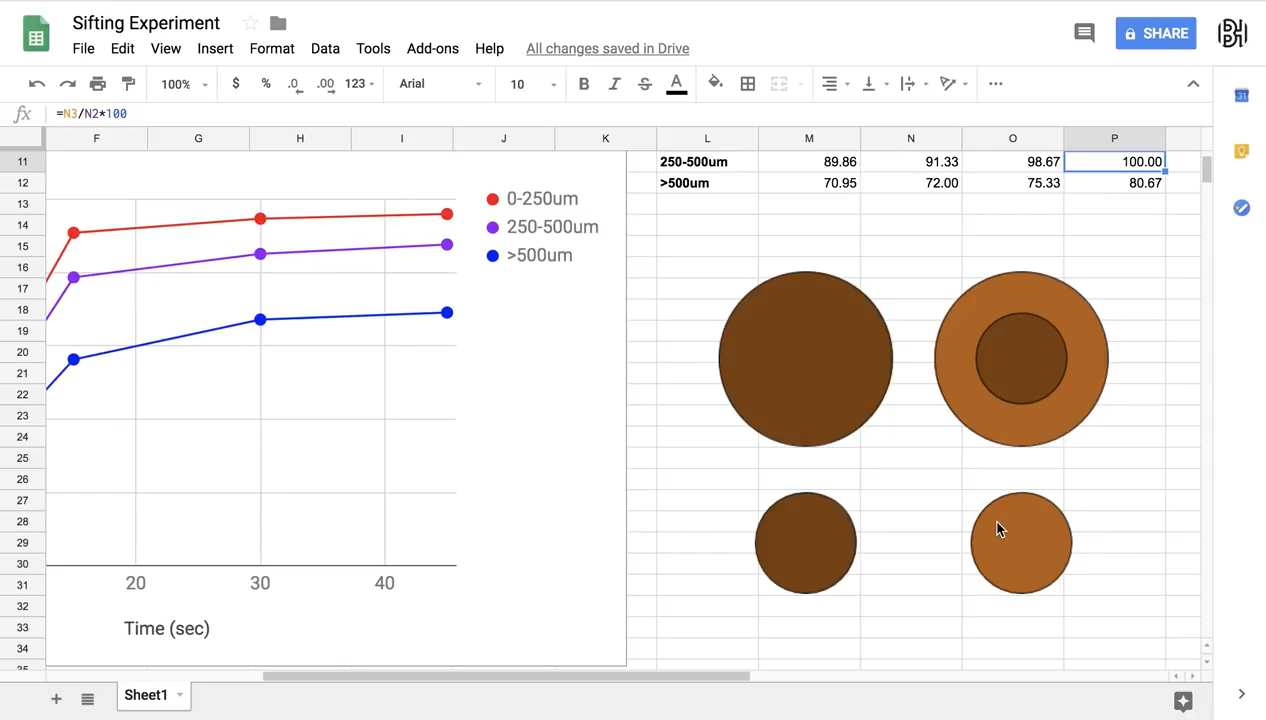 Sifting Experiment
File Edit View Insert Format Data Tools Add-ons Help All changes saved in Drive
SHARE
100% $ % .0 .00 123 Arial 10 B I S A
fx =N3/N2*100
31
F G H I J K L M N O P
11 250-500um 89.86 91.33 98.67 100.00
12 >500um 70.95 72.00 75.33 80.67
13
14
15
16
17
18
19
20
21
22
23
24
25
26
27
28
29
30
31
32
33
34
0-250um
250-500um
>500um
20 30 40
Time (sec)
Sheet1